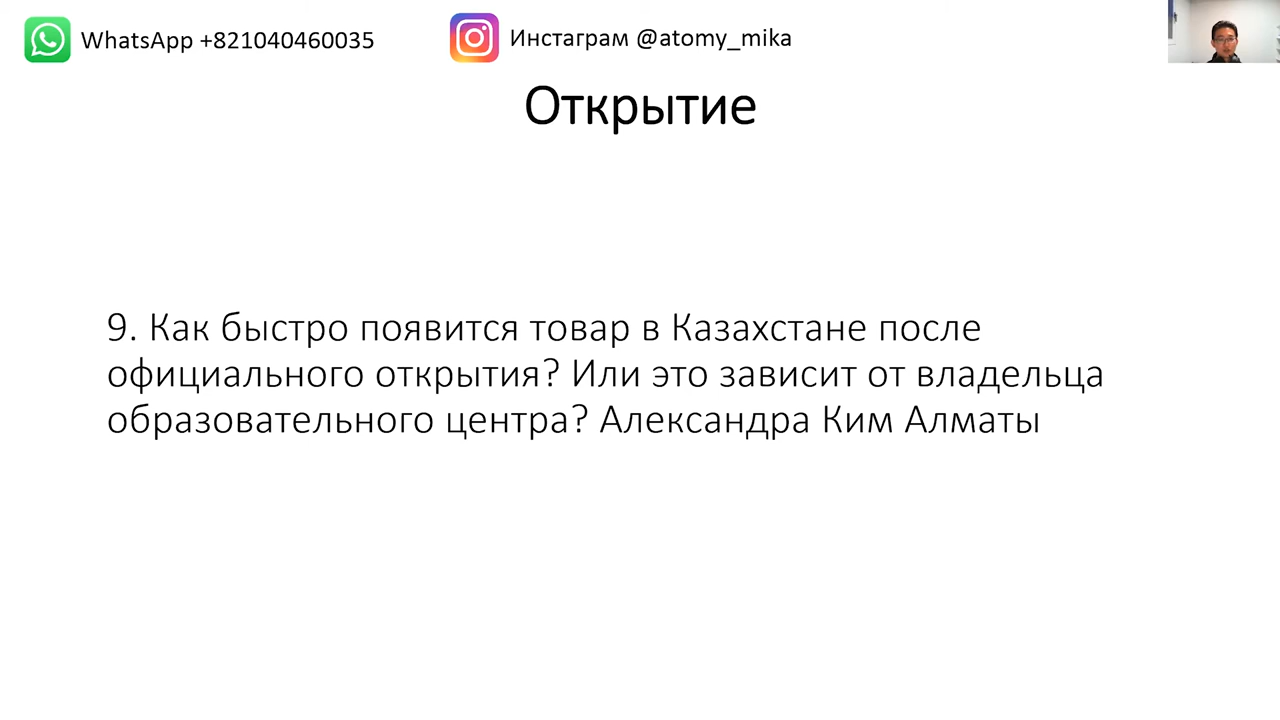 WhatsApp +821040460035
Инстаграм @atomy_mika
Открытие
9. Как быстро появится товар в Казахстане после
официального открытия? Или это зависит от владельца
образовательного центра? Александра Ким Алматы